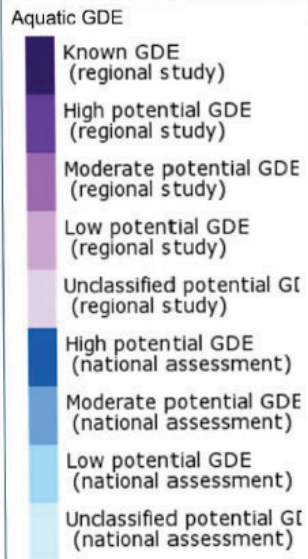 Aquatic GDE
Known GDE
(regional study)
High potential GDE
(regional study)
Moderate potential GDE
(regional study)
Low potential GDE
(regional study)
Unclassified potential
(regional study)
High potential GDE
(national assessment)
Moderate potential GDE
(national assessment)
Low potential GDE
(national assessment)
Unclassified potential
(national assessment)